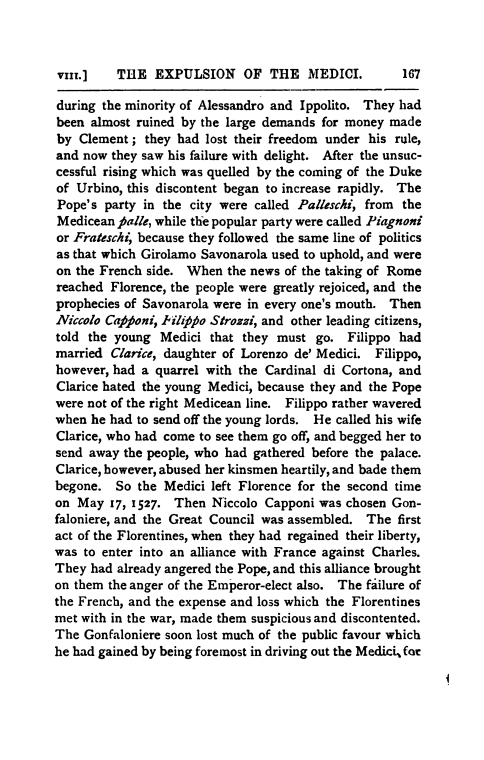 VIII.] THE EXPULSION OF THE MEDICI. 167
during the minority of Alessandro and Ippolito. They had
been almost ruined by the large demands for money made
by Clement; they had lost their freedom under his rule,
and now they saw his failure with delight. After the unsuc-
cessful rising which was quelled by the coming of the Duke
of Urbino, this discontent began to increase rapidly. The
Pope's party in the city were called Palleschi, from the
Medicean palle, while the popular party were called Piagnoni
or Frateschi, because they followed the same line of politics
as that which Girolamo Savonarola used to uphold, and were
on the French side. When the news of the taking of Rome
reached Florence, the people were greatly rejoiced, and the
prophecies of Savonarola were in every one's mouth. Then
Niccolo Capponi, Filippo Strozzi, and other leading citizens,
told the young Medici that they must go. Filippo had
married Clarice, daughter of Lorenzo de' Medici. Filippo,
however, had a quarrel with the Cardinal di Cortona, and
Clarice hated the young Medici, because they and the Pope
were not of the right Medicean line. Filippo rather wavered
when he had to send off the young lords. He called his wife
Clarice, who had come to see them go off, and begged her to
send away the people, who had gathered before the palace.
Clarice, however, abused her kinsmen heartily, and bade them
begone. So the Medici left Florence for the second time
on May 17, 1527. Then Niccolo Capponi was chosen Gon-
faloniere, and the Great Council was assembled. The first
act of the Florentines, when they had regained their liberty,
was to enter into an alliance with France against Charles.
They had already angered the Pope, and this alliance brought
on them the anger of the Emperor-elect also. The failure of
the French, and the expense and loss which the Florentines
met with in the war, made them suspicious and discontented.
The Gonfaloniere soon lost much of the public favour which
he had gained by being foremost in driving out the Medici, for